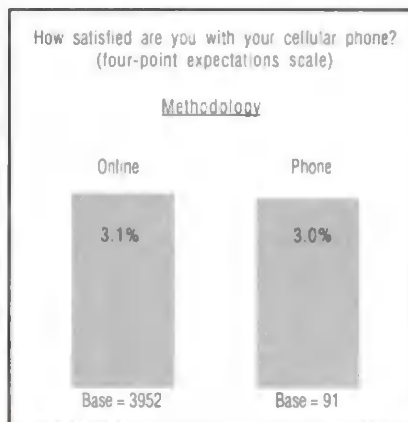 How satisfied are you with your cellular phone?
(four-point expectations scale)
Methodology
Online Phone
3.1% 3.0%
Base = 3952 Base = 91